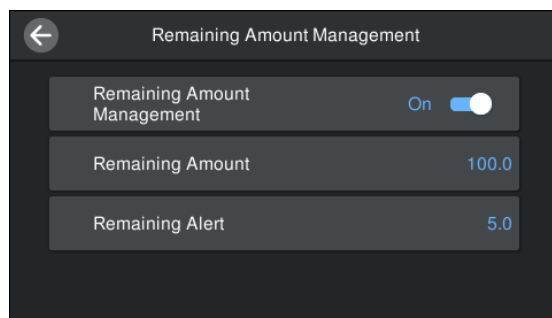 Remaining Amount Management
Remaining Amount
Management
On
Remaining Amount
100.0
Remaining Alert
5.0